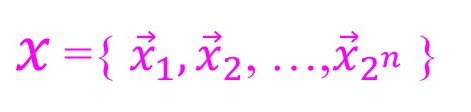 x = { x⃗₁, x⃗₂, …, x⃗₂ⁿ }